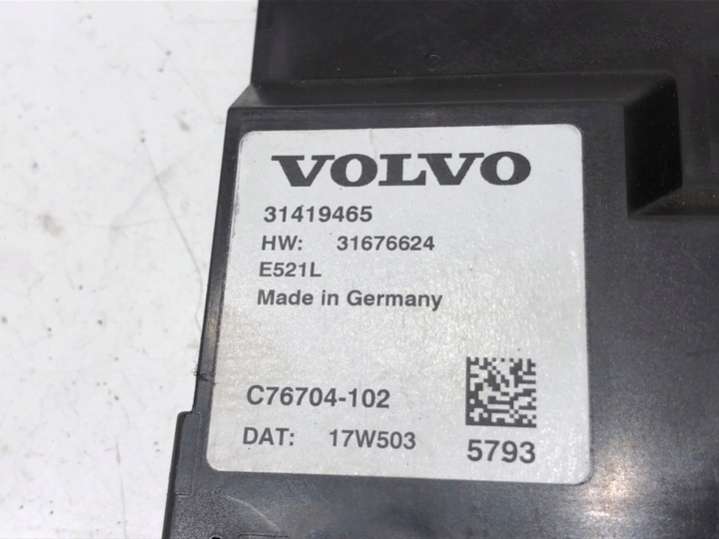 VOLVO
31419465
HW: 31676624
E521L
Made in Germany
C76704-102
DAT: 17W503
5793